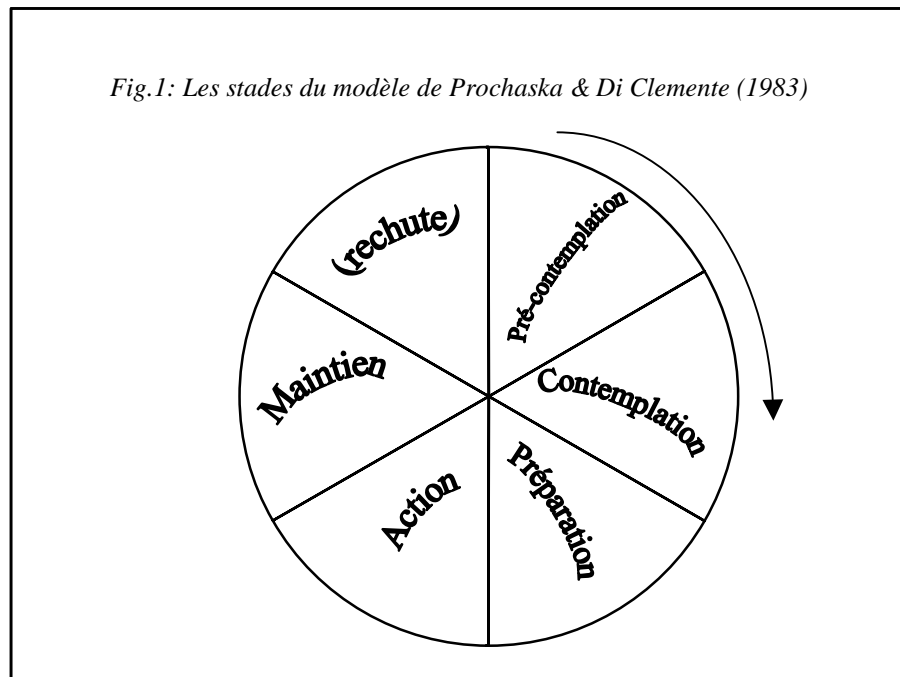 Fig.1: Les stades du modèle de Prochaska & Di Clemente (1983)
Pré-contemplation
Contemplation
Préparation
Action
Maintien
(rechute)